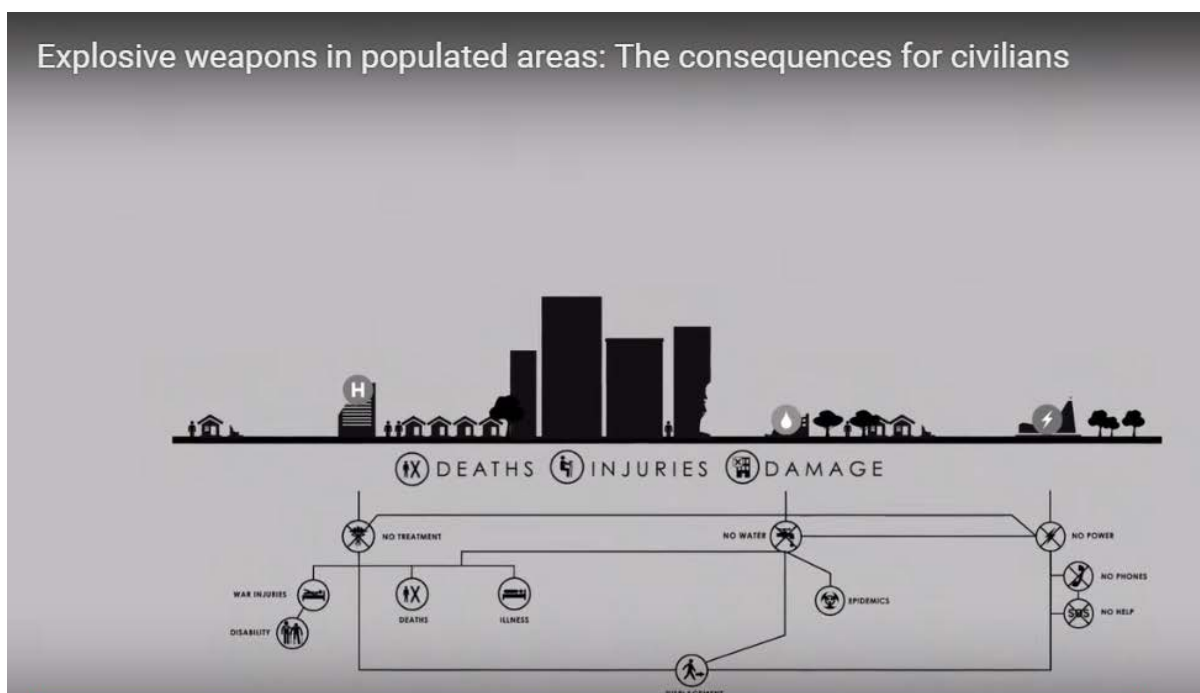 Explosive weapons in populated areas: The consequences for civilians
H
DEATHS INJURIES DAMAGE
NO TREATMENT
NO WATER
NO POWER
WAR INJURIES
DEATHS
ILLNESS
EPIDEMICS
NO PHONES
SOS
NO HELP
DISABILITY
DISPLACEMENT